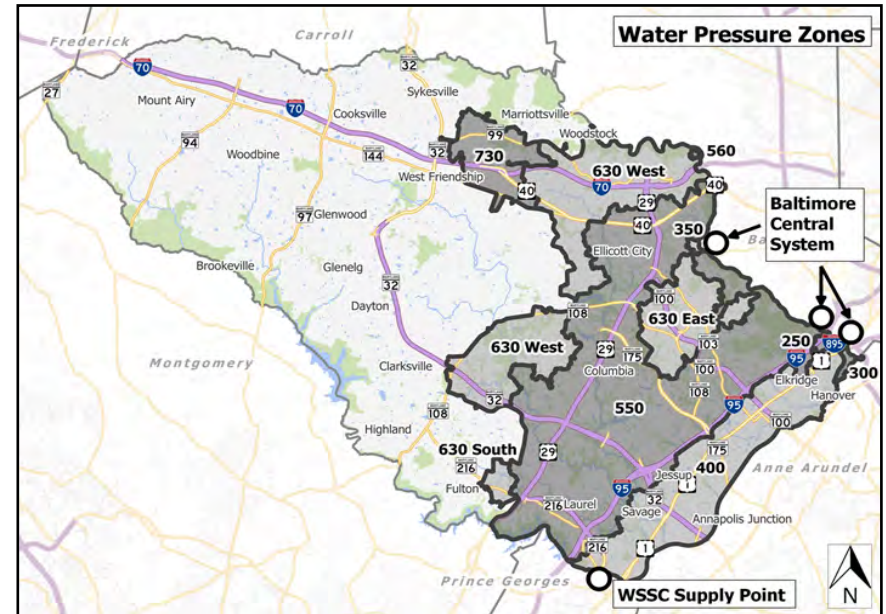 Water Pressure Zones
Frederick
Carroll
32
Sykesville
27
70
Mount Airy
70
Cooksville
Marriottsville
Woodstock
99
560
94
Woodbine
144
32
730
630 West
West Friendship
70
40
40
29
Baltimore
Central
System
97
Glenwood
40
350
Ba
Ellicott City
Brookeville
Glenelg
32
Dayton
108
100
630 East
630 West
29
175
103
250
895
95
1
300
Montgomery
Clarksville
Columbia
100
Elkridge
Hanover
32
108
108
550
95
100
Highland
29
175
630 South
400
Anne Arundel
216
Jessup
1
Fulton
95
32
216
Laurel
Savage
Annapolis Junction
216
1
N
Prince Georges
WSSC Supply Point